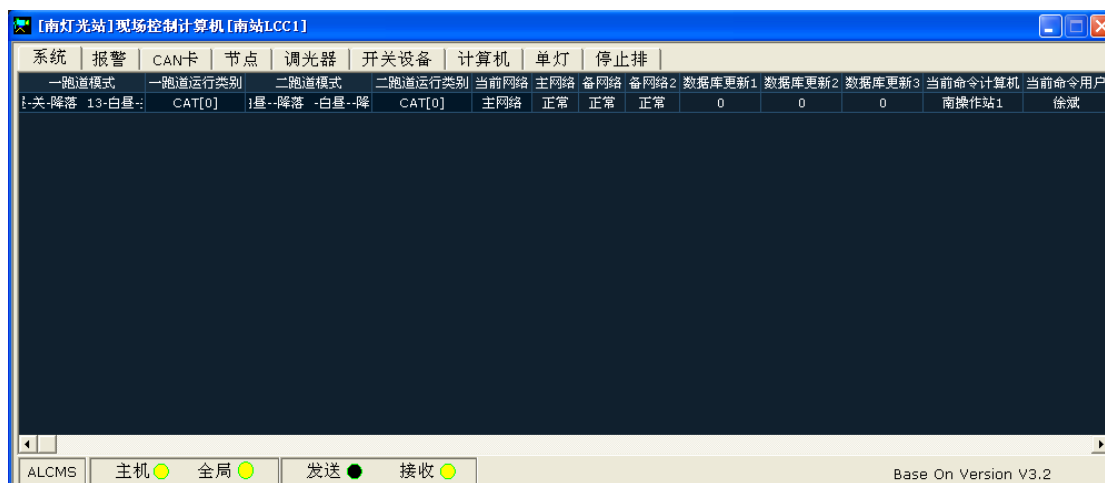 [南灯光站]现场控制计算机[南站LCC1]
系统 报警 CAN卡 节点 调光器 开关设备 计算机 单灯 停止排
一跑道模式 一跑道运行类别 二跑道模式 二跑道运行类别 当前网络 主网络 备网络 备网络2 数据库更新1 数据库更新2 数据库更新3 当前命令计算机 当前命令用户
-关-降落 13-白昼- CAT[0] 昼--降落 -白昼--降 CAT[0] 主网络 正常 正常 正常 0 0 0 南操作站1 徐斌
ALCMS 主机 全局 发送 接收 Base On Version V3.2